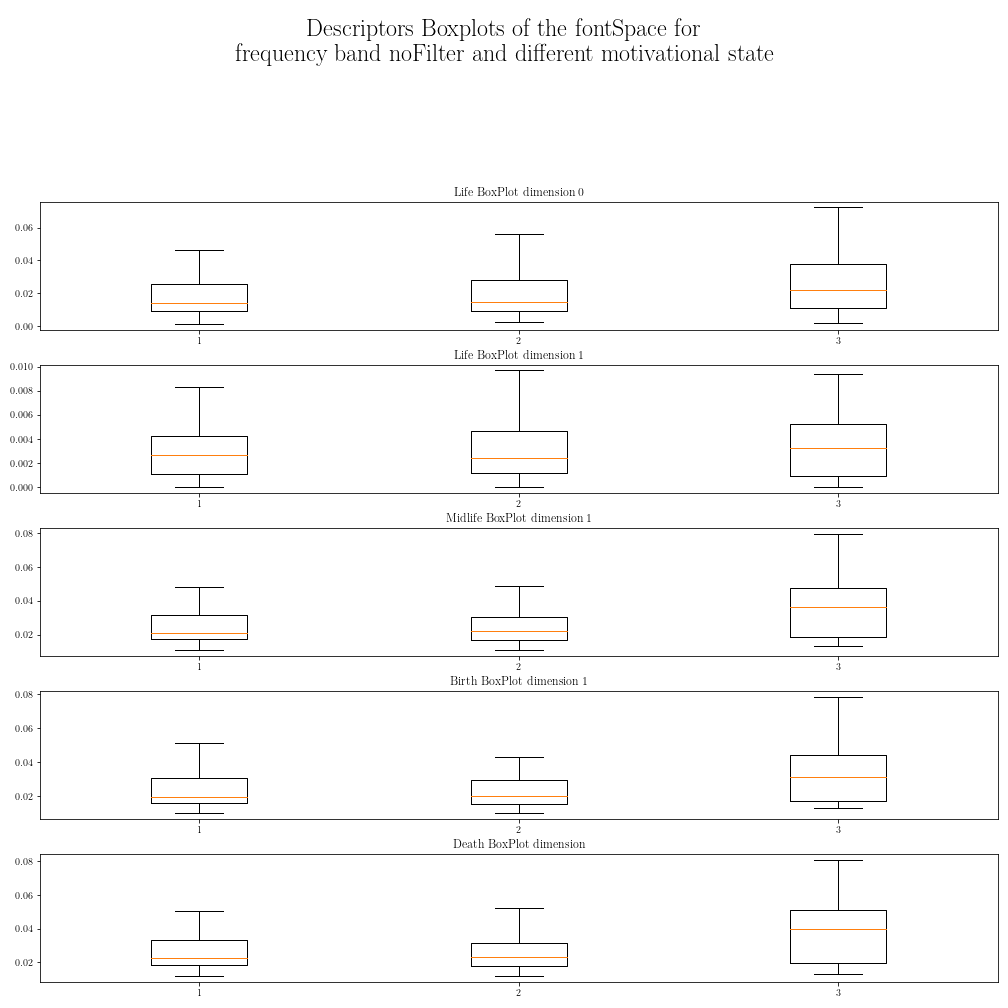 Descriptors Boxplots of the fontSpace for
frequency band noFilter and different motivational state
Life BoxPlot dimension 0
0.06
0.04
0.02
0.00
1 2 3
Life BoxPlot dimension 1
0.010
0.008
0.006
0.004
0.002
0.000
1 2 3
Midlife BoxPlot dimension 1
0.08
0.06
0.04
0.02
1 2 3
Birth BoxPlot dimension 1
0.08
0.06
0.04
0.02
1 2 3
Death BoxPlot dimension
0.08
0.06
0.04
0.02
1 2 3